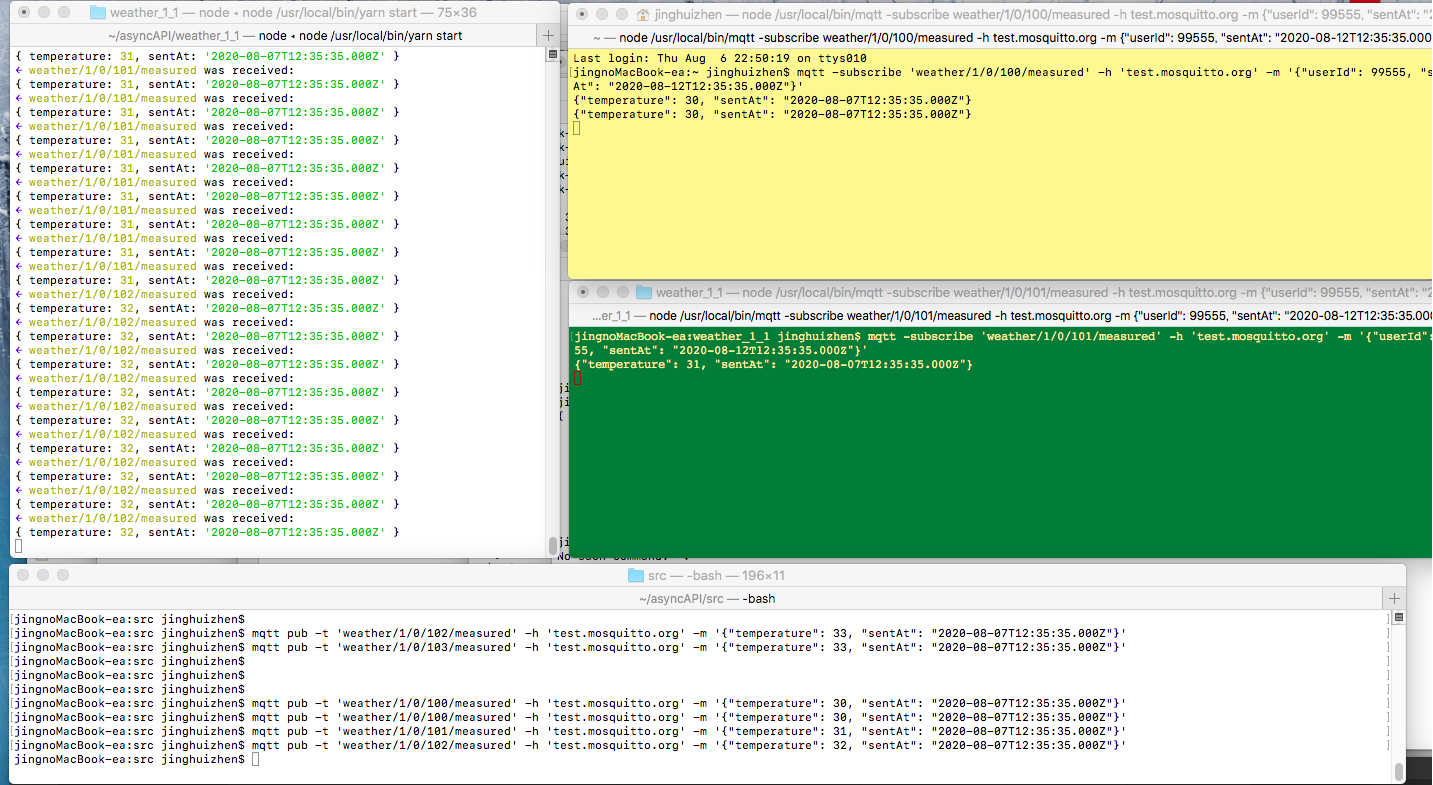 weather_1_1 — node ◂ node /usr/local/bin/yarn start — 75×36
~/asyncAPI/weather_1_1 — node ◂ node /usr/local/bin/yarn start
{ temperature: 31, sentAt: '2020-08-07T12:35:35.000Z' }
← weather/1/0/101/measured was received:
{ temperature: 31, sentAt: '2020-08-07T12:35:35.000Z' }
← weather/1/0/101/measured was received:
{ temperature: 31, sentAt: '2020-08-07T12:35:35.000Z' }
← weather/1/0/101/measured was received:
{ temperature: 31, sentAt: '2020-08-07T12:35:35.000Z' }
← weather/1/0/101/measured was received:
{ temperature: 31, sentAt: '2020-08-07T12:35:35.000Z' }
← weather/1/0/101/measured was received:
{ temperature: 31, sentAt: '2020-08-07T12:35:35.000Z' }
← weather/1/0/101/measured was received:
{ temperature: 31, sentAt: '2020-08-07T12:35:35.000Z' }
← weather/1/0/101/measured was received:
{ temperature: 31, sentAt: '2020-08-07T12:35:35.000Z' }
← weather/1/0/101/measured was received:
{ temperature: 31, sentAt: '2020-08-07T12:35:35.000Z' }
← weather/1/0/102/measured was received:
{ temperature: 32, sentAt: '2020-08-07T12:35:35.000Z' }
← weather/1/0/102/measured was received:
{ temperature: 32, sentAt: '2020-08-07T12:35:35.000Z' }
← weather/1/0/102/measured was received:
{ temperature: 32, sentAt: '2020-08-07T12:35:35.000Z' }
← weather/1/0/102/measured was received:
{ temperature: 32, sentAt: '2020-08-07T12:35:35.000Z' }
← weather/1/0/102/measured was received:
{ temperature: 32, sentAt: '2020-08-07T12:35:35.000Z' }
← weather/1/0/102/measured was received:
{ temperature: 32, sentAt: '2020-08-07T12:35:35.000Z' }
← weather/1/0/102/measured was received:
{ temperature: 32, sentAt: '2020-08-07T12:35:35.000Z' }
← weather/1/0/102/measured was received:
{ temperature: 32, sentAt: '2020-08-07T12:35:35.000Z' }
← weather/1/0/102/measured was received:
{ temperature: 32, sentAt: '2020-08-07T12:35:35.000Z' }
jinghuizhen — node /usr/local/bin/mqtt -subscribe weather/1/0/100/measured -h test.mosquitto.org -m {"userId": 99555, "sentAt": "2
~ — node /usr/local/bin/mqtt -subscribe weather/1/0/100/measured -h test.mosquitto.org -m {"userId": 99555, "sentAt": "2020-08-12T12:35:35.000
Last login: Thu Aug  6 22:50:19 on ttys010
[jingnoMacBook-ea:~ jinghuizhen$ mqtt -subscribe 'weather/1/0/100/measured' -h 'test.mosquitto.org' -m '{"userId": 99555, "s
At": "2020-08-12T12:35:35.000Z"}'
{"temperature": 30, "sentAt": "2020-08-07T12:35:35.000Z"}
{"temperature": 30, "sentAt": "2020-08-07T12:35:35.000Z"}
weather_1_1 — node /usr/local/bin/mqtt -subscribe weather/1/0/101/measured -h test.mosquitto.org -m {"userId": 99555, "sentAt": "2
...er_1_1 — node /usr/local/bin/mqtt -subscribe weather/1/0/101/measured -h test.mosquitto.org -m {"userId": 99555, "sentAt": "2020-08-12T12:35:35.000
[jingnoMacBook-ea:weather_1_1 jinghuizhen$ mqtt -subscribe 'weather/1/0/101/measured' -h 'test.mosquitto.org' -m '{"userId":
55, "sentAt": "2020-08-12T12:35:35.000Z"}'
{"temperature": 31, "sentAt": "2020-08-07T12:35:35.000Z"}
src — -bash — 196×11
~/asyncAPI/src — -bash
[jingnoMacBook-ea:src jinghuizhen$ ]
[jingnoMacBook-ea:src jinghuizhen$ mqtt pub -t 'weather/1/0/102/measured' -h 'test.mosquitto.org' -m '{"temperature": 33, "sentAt": "2020-08-07T12:35:35.000Z"}' ]
[jingnoMacBook-ea:src jinghuizhen$ mqtt pub -t 'weather/1/0/103/measured' -h 'test.mosquitto.org' -m '{"temperature": 33, "sentAt": "2020-08-07T12:35:35.000Z"}' ]
[jingnoMacBook-ea:src jinghuizhen$ ]
[jingnoMacBook-ea:src jinghuizhen$ ]
[jingnoMacBook-ea:src jinghuizhen$ ]
[jingnoMacBook-ea:src jinghuizhen$ mqtt pub -t 'weather/1/0/100/measured' -h 'test.mosquitto.org' -m '{"temperature": 30, "sentAt": "2020-08-07T12:35:35.000Z"}' ]
[jingnoMacBook-ea:src jinghuizhen$ mqtt pub -t 'weather/1/0/100/measured' -h 'test.mosquitto.org' -m '{"temperature": 30, "sentAt": "2020-08-07T12:35:35.000Z"}' ]
[jingnoMacBook-ea:src jinghuizhen$ mqtt pub -t 'weather/1/0/101/measured' -h 'test.mosquitto.org' -m '{"temperature": 31, "sentAt": "2020-08-07T12:35:35.000Z"}' ]
[jingnoMacBook-ea:src jinghuizhen$ mqtt pub -t 'weather/1/0/102/measured' -h 'test.mosquitto.org' -m '{"temperature": 32, "sentAt": "2020-08-07T12:35:35.000Z"}' ]
jingnoMacBook-ea:src jinghuizhen$